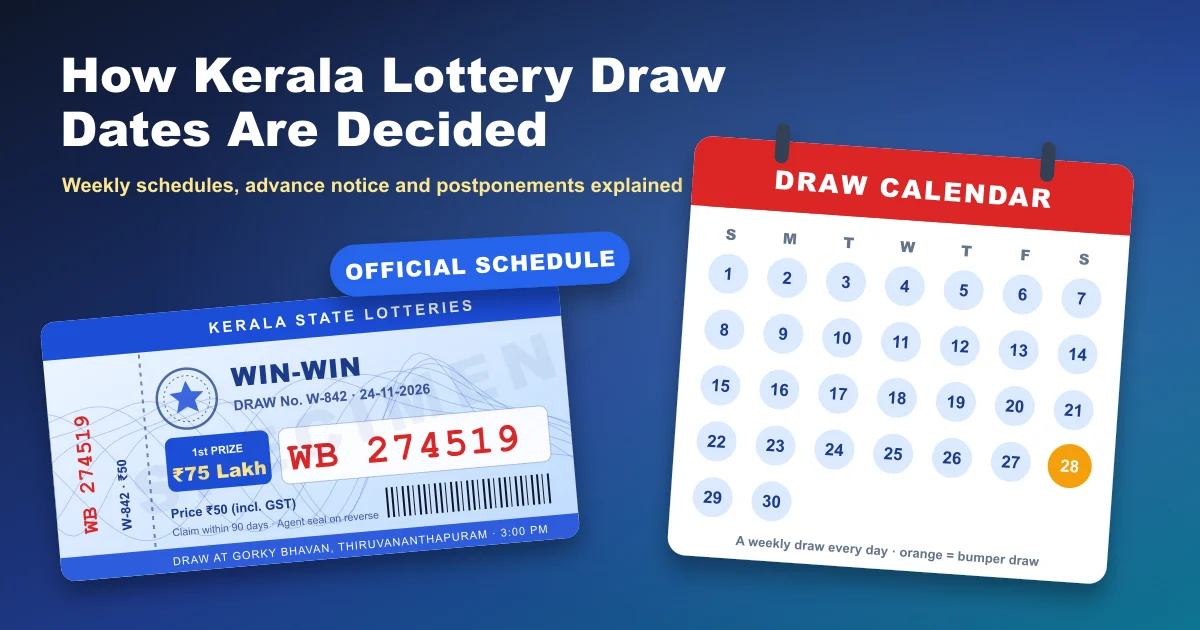 How Kerala Lottery Draw
Dates Are Decided
Weekly schedules, advance notice and postponements explained
OFFICIAL SCHEDULE
KERALA STATE LOTTERIES
WIN-WIN
DRAW No. W-842 · 24-11-2026
SPECIMEN
1st PRIZE
₹75 Lakh
WB 274519
WB 274519
W-842 · ₹50
Price ₹50 (incl. GST)
Claim within 90 days · Agent seal on reverse
DRAW AT GORKY BHAVAN, THIRUVANANTHAPURAM · 3:00 PM
DRAW CALENDAR
S M T W T F S
1 2 3 4 5 6 7
8 9 10 11 12 13 14
15 16 17 18 19 20 21
22 23 24 25 26 27 28
29 30
A weekly draw every day · orange = bumper draw